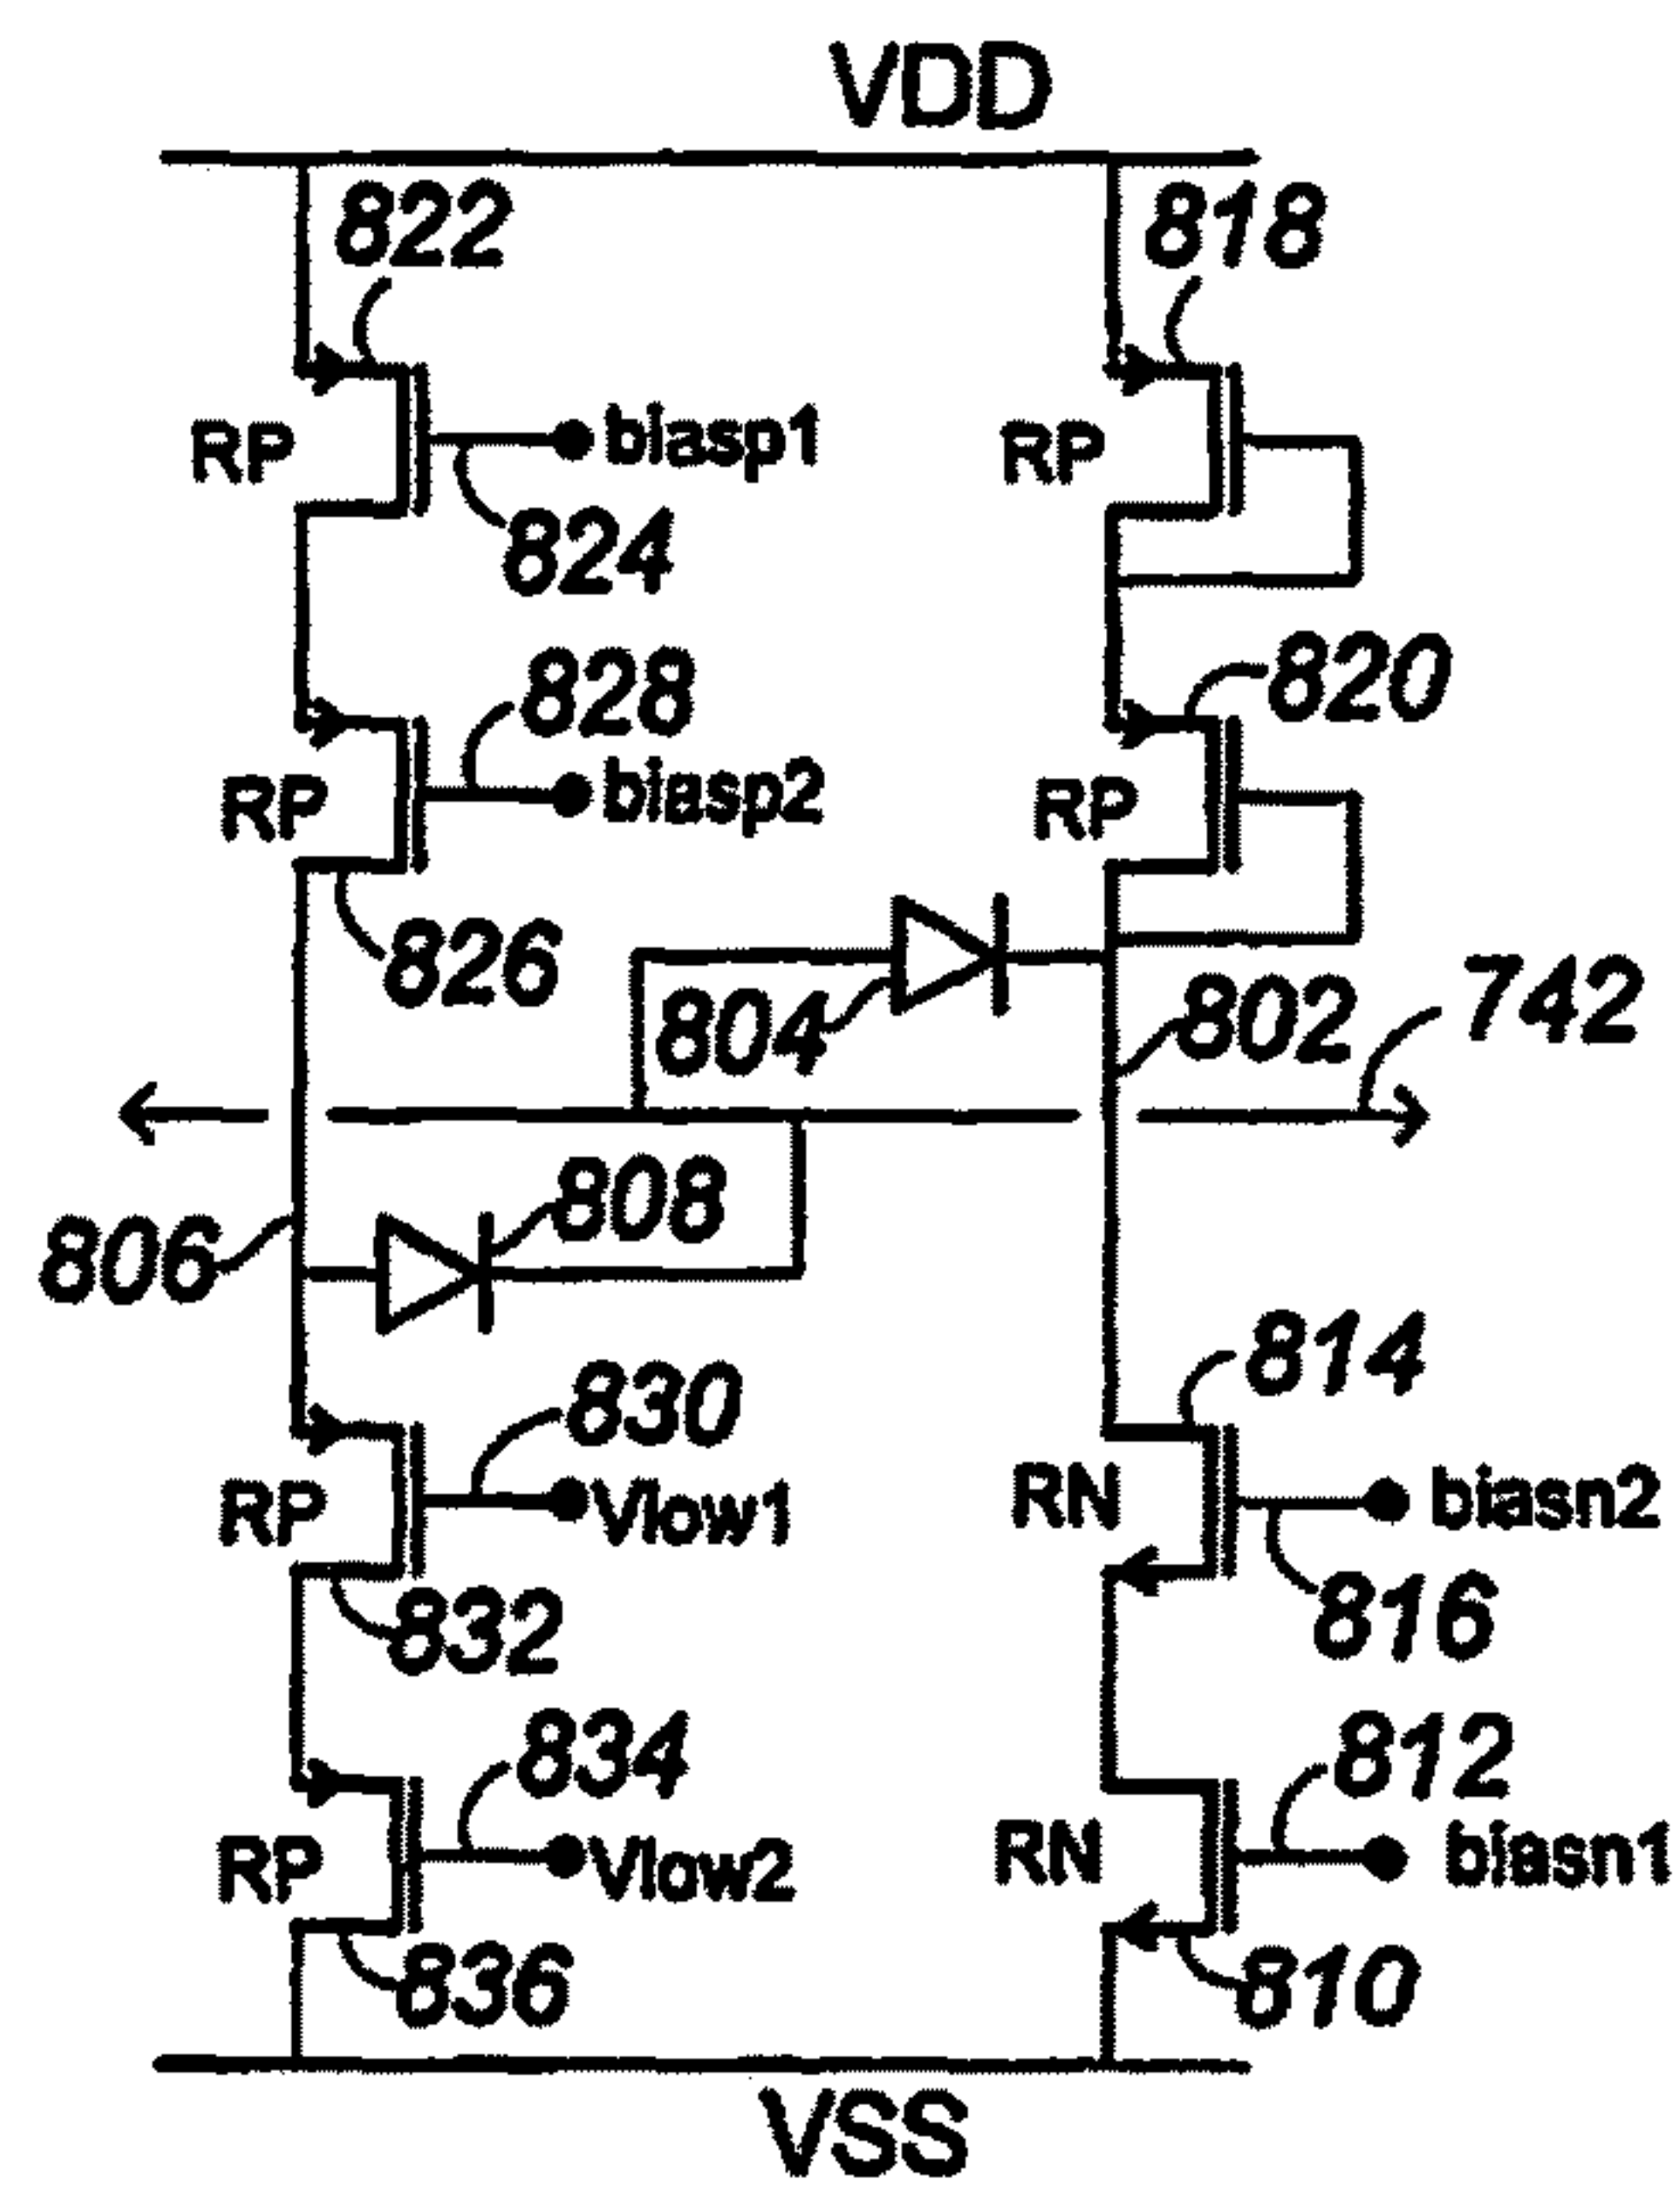 VDD
822 818
RP biasp1 RP
824
828 820
RP biasp2 RP
826 742
804 802
808
806
814
830
RP Vlow1 RN biasn2
832 816
834 812
RP Vlow2 RN biasn1
836 810
VSS